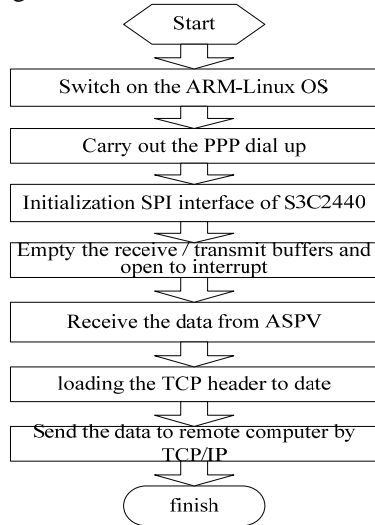 Start
Switch on the ARM-Linux OS
Carry out the PPP dial up
Initialization SPI interface of S3C2440
Empty the receive / transmit buffers and
open to interrupt
Receive the data from ASPV
loading the TCP header to date
Send the data to remote computer by
TCP/IP
finish